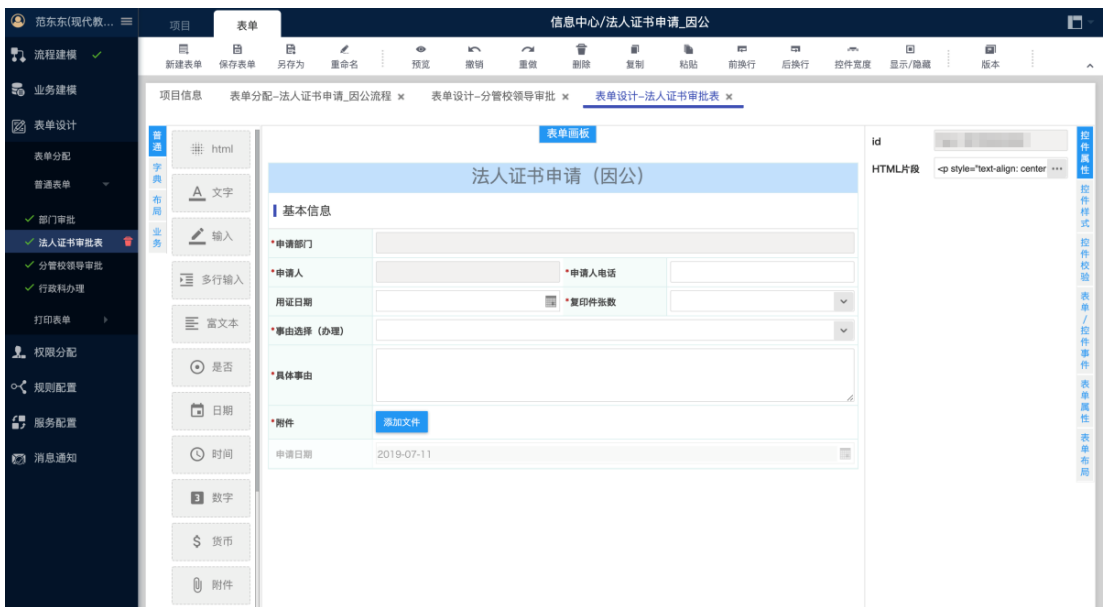 范东东(现代教...
项目
表单
信息中心/法人证书申请_因公
流程建模
业务建模
表单设计
表单分配
普通表单
部门审批
法人证书审批表
分管校领导审批
行政科办理
打印表单
权限分配
规则配置
服务配置
消息通知
新建表单 保存表单 另存为 重命名 预览 撤销 重做 删除 复制 粘贴 前换行 后换行 控件宽度 显示/隐藏 版本
项目信息 表单分配-法人证书申请_因公流程 × 表单设计-分管校领导审批 × 表单设计-法人证书审批表 ×
普通
字典
布局
业务
html
文字
输入
多行输入
富文本
是否
日期
时间
数字
货币
附件
表单画板
法人证书申请（因公）
基本信息
*申请部门
*申请人 *申请人电话
用证日期 *复印件张数
*事由选择（办理）
*具体事由
*附件 添加文件
申请日期 2019-07-11
id
HTML片段 <p style="text-align: center ...
控件属性
控件样式
控件校验
表单/控件事件
表单属性
表单布局